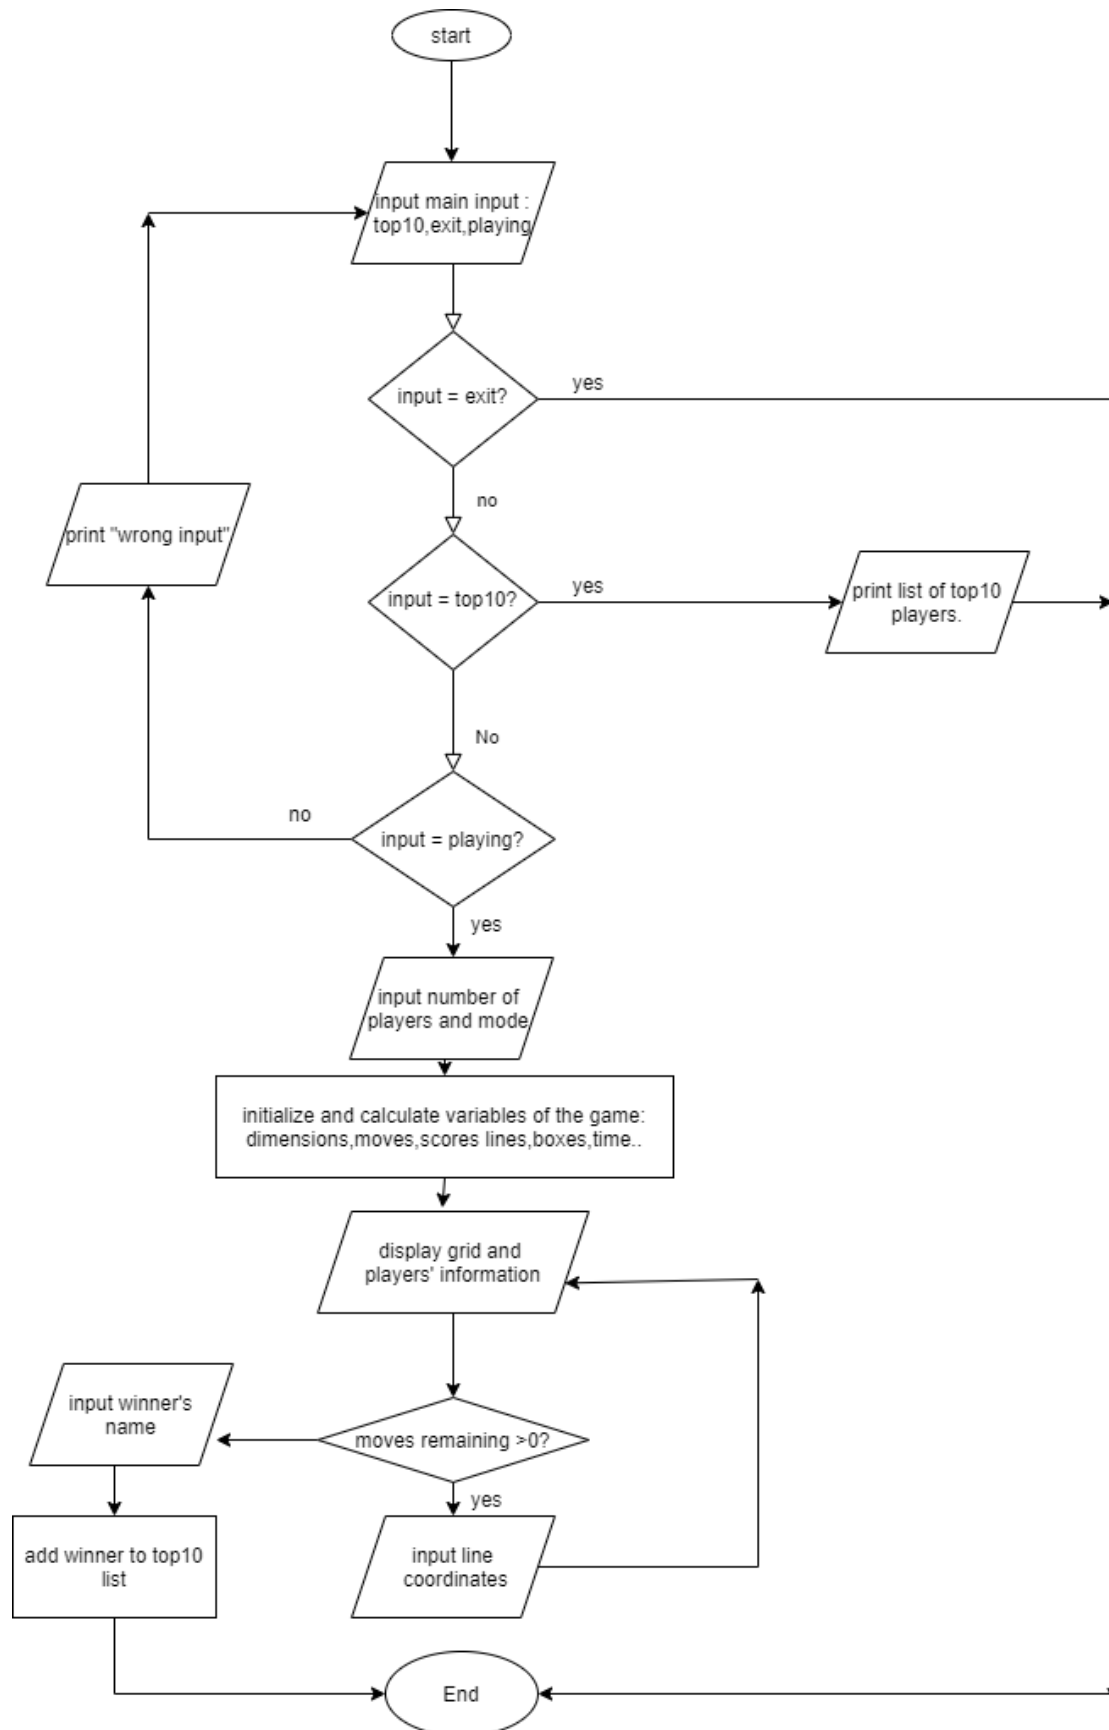 start
input main input :
top10,exit,playing
input = exit?
yes
no
print "wrong input"
input = top10?
yes
print list of top10
players.
No
no
input = playing?
yes
input number of
players and mode
initialize and calculate variables of the game:
dimensions,moves,scores lines,boxes,time..
display grid and
players' information
input winner's
name
moves remaining >0?
yes
add winner to top10
list
input line
coordinates
End